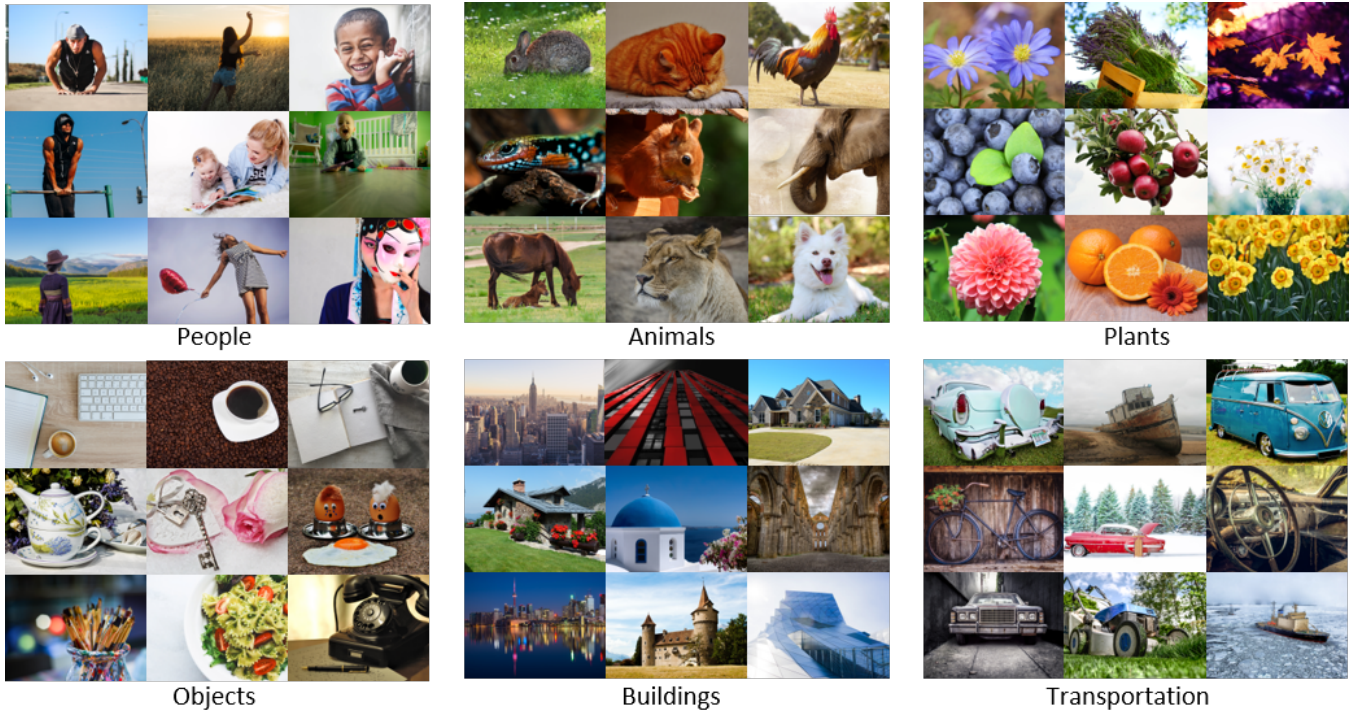 People
Animals
Plants
Objects
Buildings
Transportation